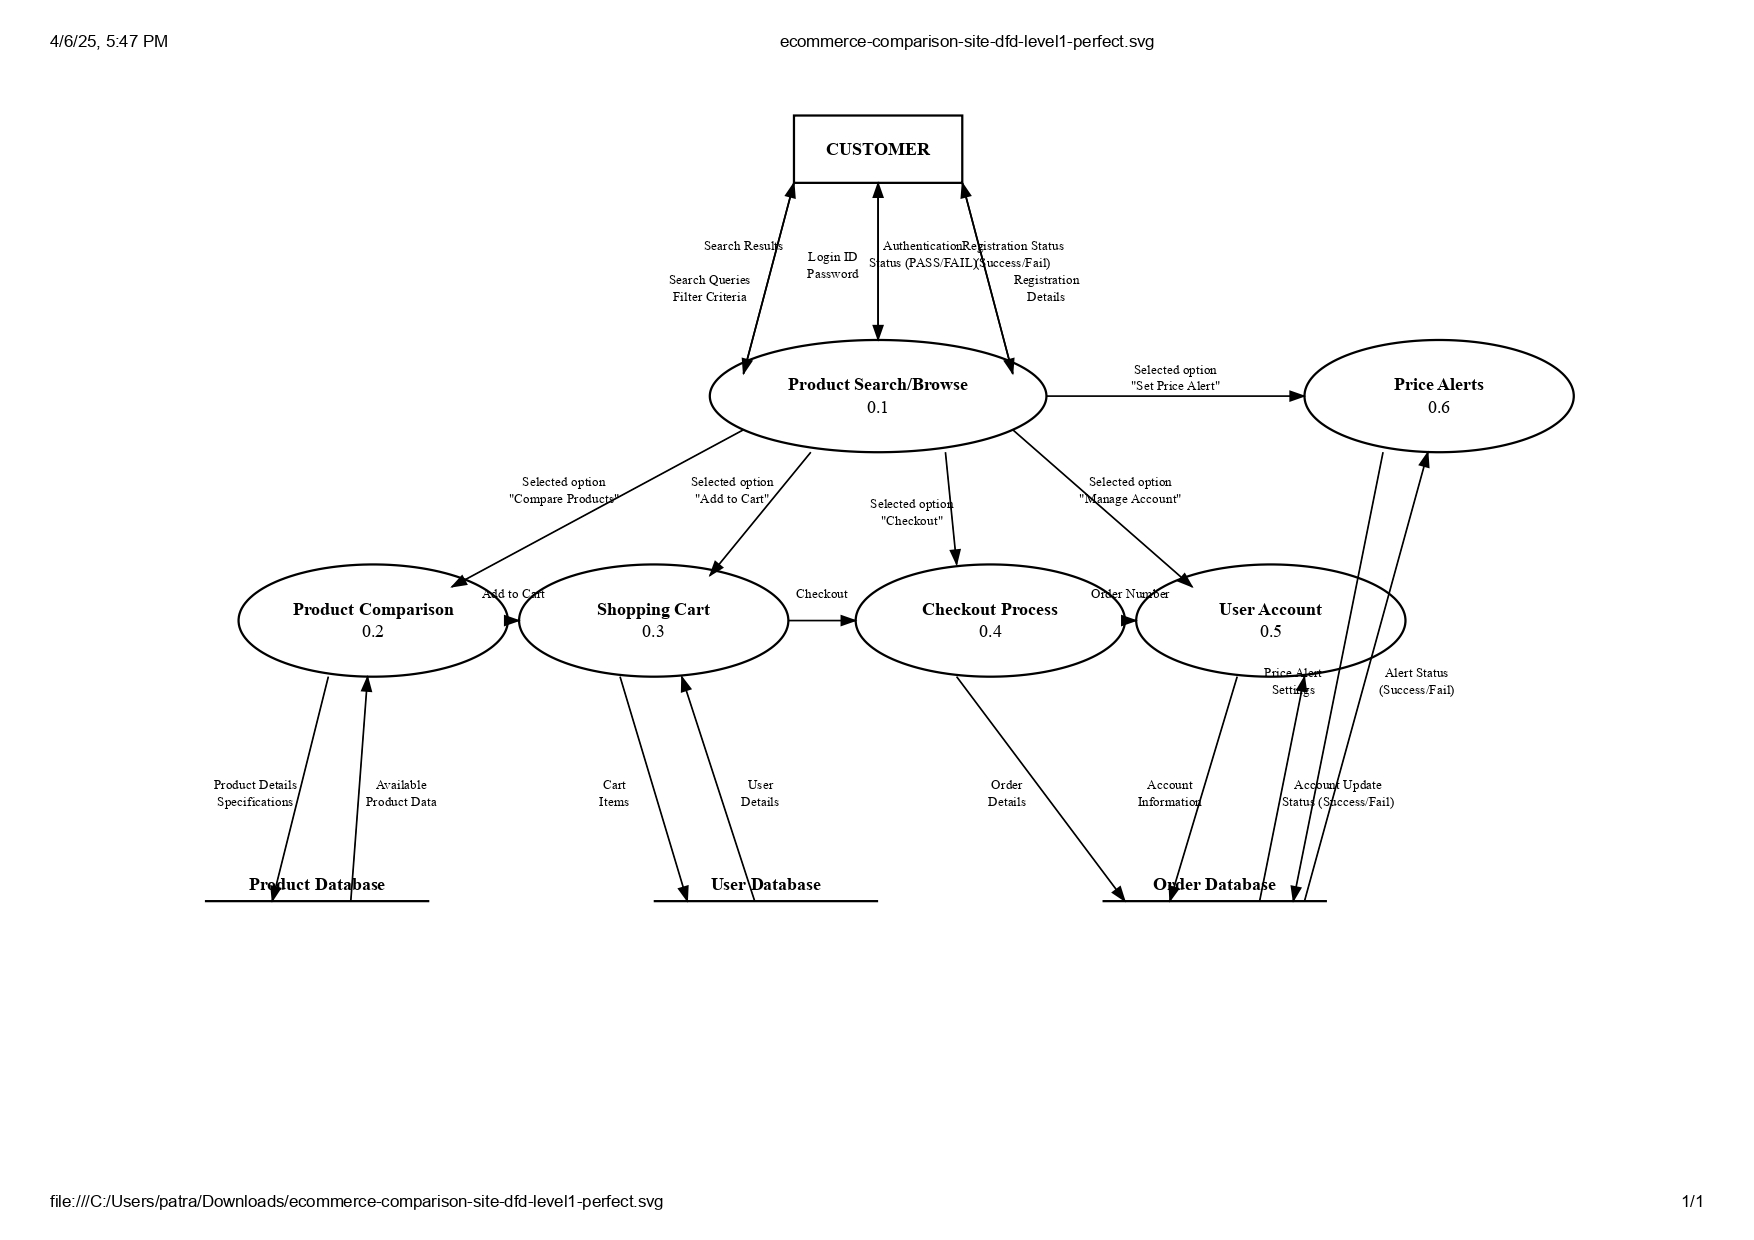 4/6/25, 5:47 PM
ecommerce-comparison-site-dfd-level1-perfect.svg
CUSTOMER
Search Results
Search Queries
Filter Criteria
Login ID
Password
Authentication
Status (PASS/FAIL)
Registration Status
(Success/Fail)
Registration
Details
Product Search/Browse
0.1
Selected option
"Set Price Alert"
Price Alerts
0.6
Selected option
"Compare Products"
Selected option
"Add to Cart"
Selected option
"Checkout"
Selected option
"Manage Account"
Product Comparison
0.2
Add to Cart
Shopping Cart
0.3
Checkout
Checkout Process
0.4
Order Number
User Account
0.5
Price Alert
Settings
Alert Status
(Success/Fail)
Product Details
Specifications
Available
Product Data
Cart
Items
User
Details
Order
Details
Account
Information
Account Update
Status (Success/Fail)
Product Database
User Database
Order Database
file:///C:/Users/patra/Downloads/ecommerce-comparison-site-dfd-level1-perfect.svg
1/1